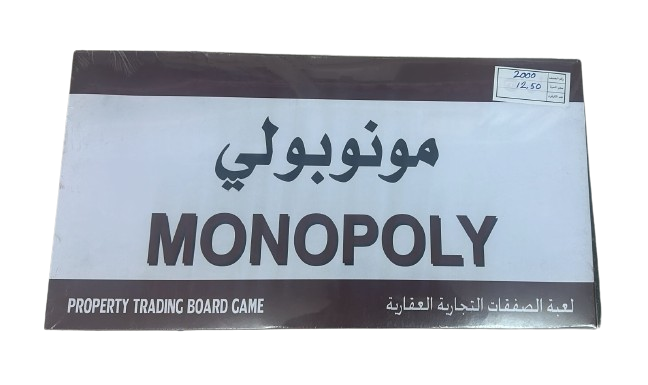 2000
12.50
مونوبولي
MONOPOLY
PROPERTY TRADING BOARD GAME
لعبة الصفقات التجارية العقارية